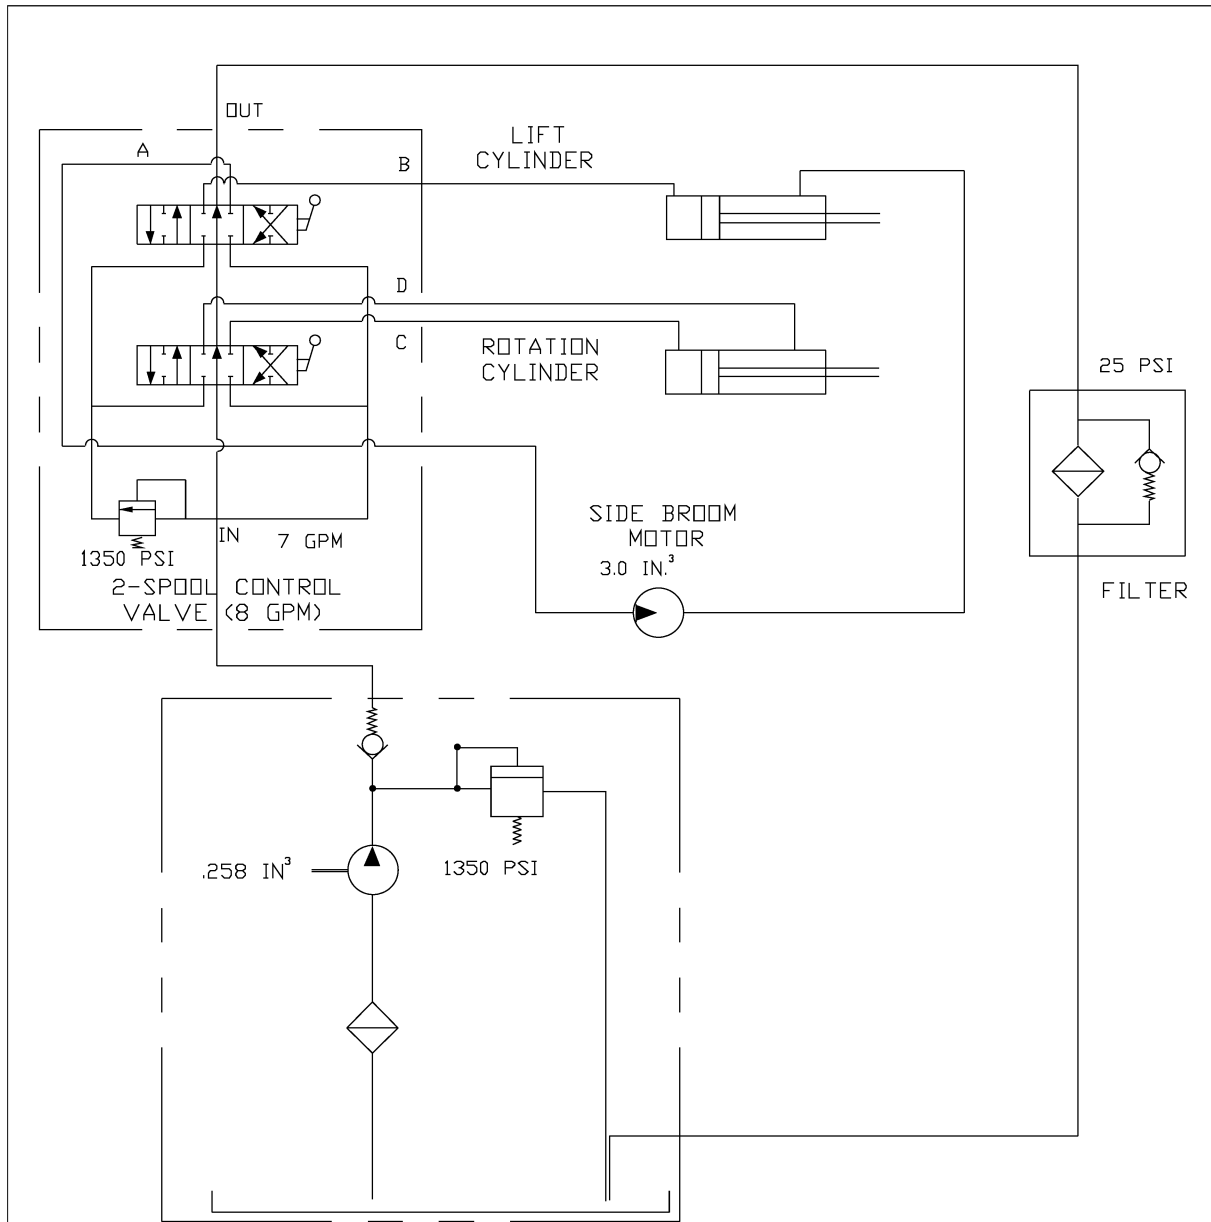 OUT
A
B
LIFT
CYLINDER
D
C
ROTATION
CYLINDER
25 PSI
FILTER
IN
7 GPM
1350 PSI
2-SPOOL CONTROL
VALVE (8 GPM)
SIDE BROOM
MOTOR
3.0 IN.³
.258 IN³
1350 PSI